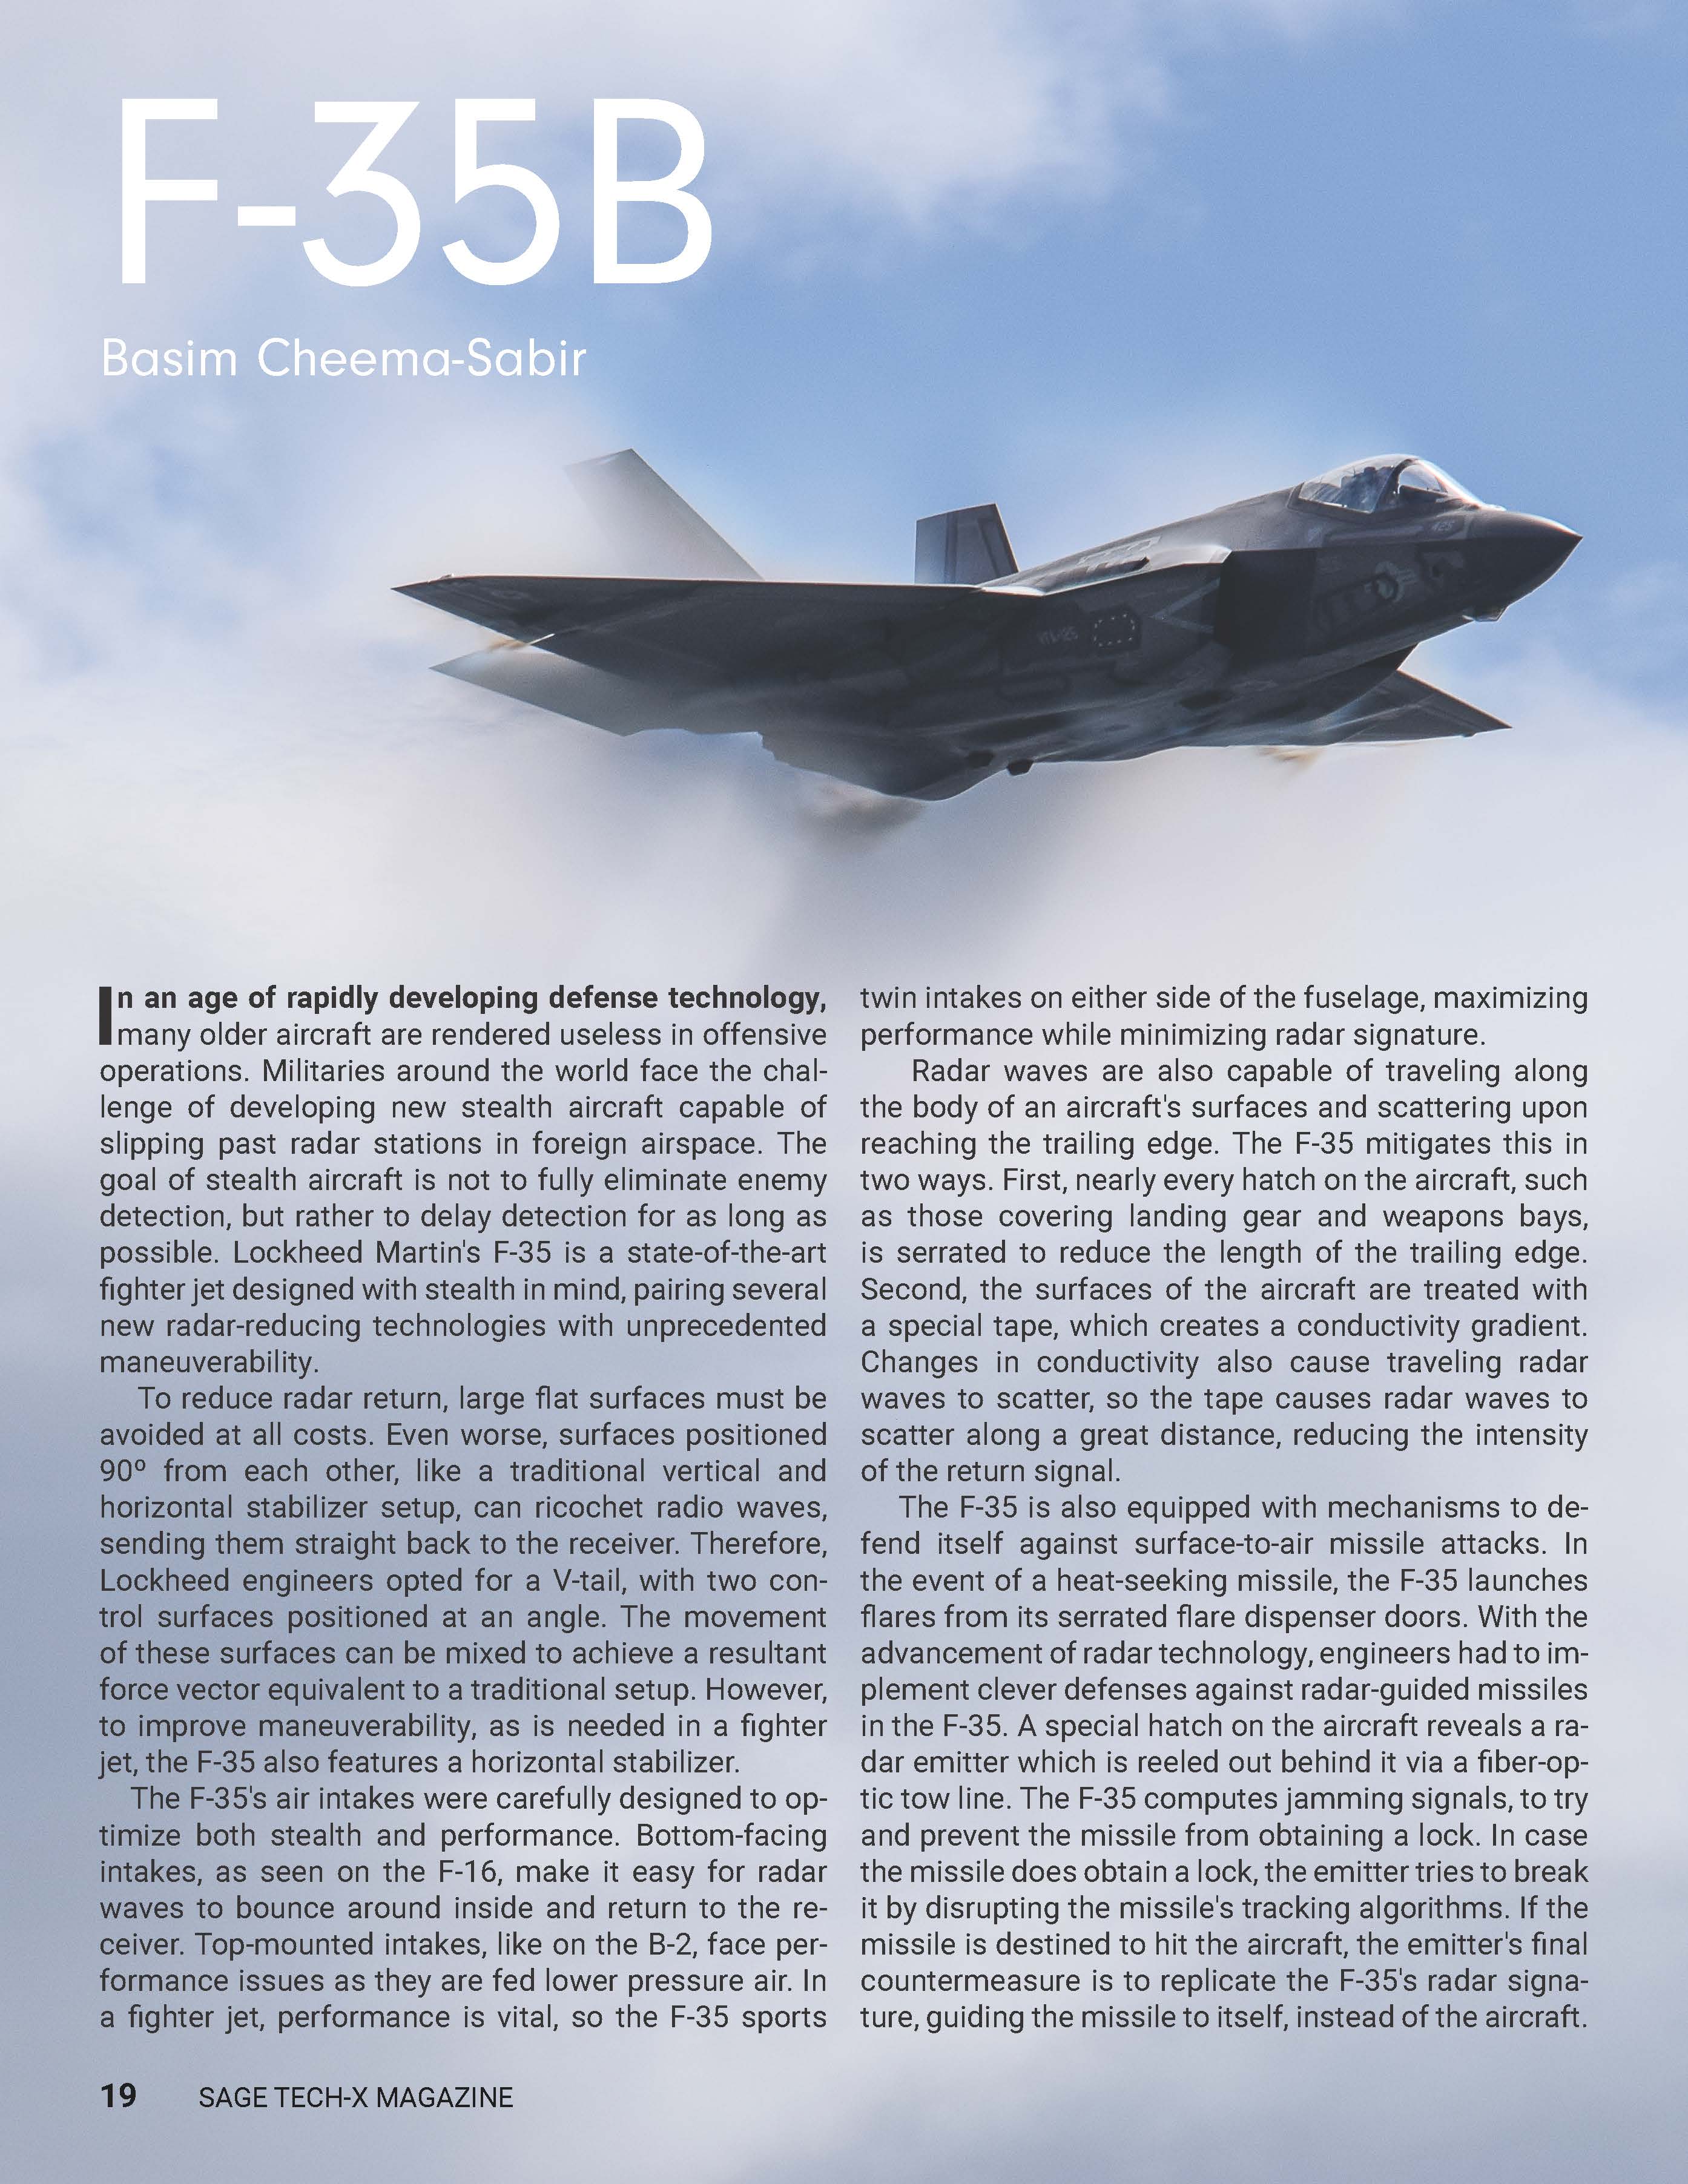 F-35B
Basim Cheema-Sabir
In an age of rapidly developing defense technology,
many older aircraft are rendered useless in offensive
operations. Militaries around the world face the chal-
lenge of developing new stealth aircraft capable of
slipping past radar stations in foreign airspace. The
goal of stealth aircraft is not to fully eliminate enemy
detection, but rather to delay detection for as long as
possible. Lockheed Martin's F-35 is a state-of-the-art
fighter jet designed with stealth in mind, pairing several
new radar-reducing technologies with unprecedented
maneuverability.
To reduce radar return, large flat surfaces must be
avoided at all costs. Even worse, surfaces positioned
90º from each other, like a traditional vertical and
horizontal stabilizer setup, can ricochet radio waves,
sending them straight back to the receiver. Therefore,
Lockheed engineers opted for a V-tail, with two con-
trol surfaces positioned at an angle. The movement
of these surfaces can be mixed to achieve a resultant
force vector equivalent to a traditional setup. However,
to improve maneuverability, as is needed in a fighter
jet, the F-35 also features a horizontal stabilizer.
The F-35's air intakes were carefully designed to op-
timize both stealth and performance. Bottom-facing
intakes, as seen on the F-16, make it easy for radar
waves to bounce around inside and return to the re-
ceiver. Top-mounted intakes, like on the B-2, face per-
formance issues as they are fed lower pressure air. In
a fighter jet, performance is vital, so the F-35 sports
twin intakes on either side of the fuselage, maximizing
performance while minimizing radar signature.
Radar waves are also capable of traveling along
the body of an aircraft's surfaces and scattering upon
reaching the trailing edge. The F-35 mitigates this in
two ways. First, nearly every hatch on the aircraft, such
as those covering landing gear and weapons bays,
is serrated to reduce the length of the trailing edge.
Second, the surfaces of the aircraft are treated with
a special tape, which creates a conductivity gradient.
Changes in conductivity also cause traveling radar
waves to scatter, so the tape causes radar waves to
scatter along a great distance, reducing the intensity
of the return signal.
The F-35 is also equipped with mechanisms to de-
fend itself against surface-to-air missile attacks. In
the event of a heat-seeking missile, the F-35 launches
flares from its serrated flare dispenser doors. With the
advancement of radar technology, engineers had to im-
plement clever defenses against radar-guided missiles
in the F-35. A special hatch on the aircraft reveals a ra-
dar emitter which is reeled out behind it via a fiber-op-
tic tow line. The F-35 computes jamming signals, to try
and prevent the missile from obtaining a lock. In case
the missile does obtain a lock, the emitter tries to break
it by disrupting the missile's tracking algorithms. If the
missile is destined to hit the aircraft, the emitter's final
countermeasure is to replicate the F-35's radar signa-
ture, guiding the missile to itself, instead of the aircraft.
19 SAGE TECH-X MAGAZINE